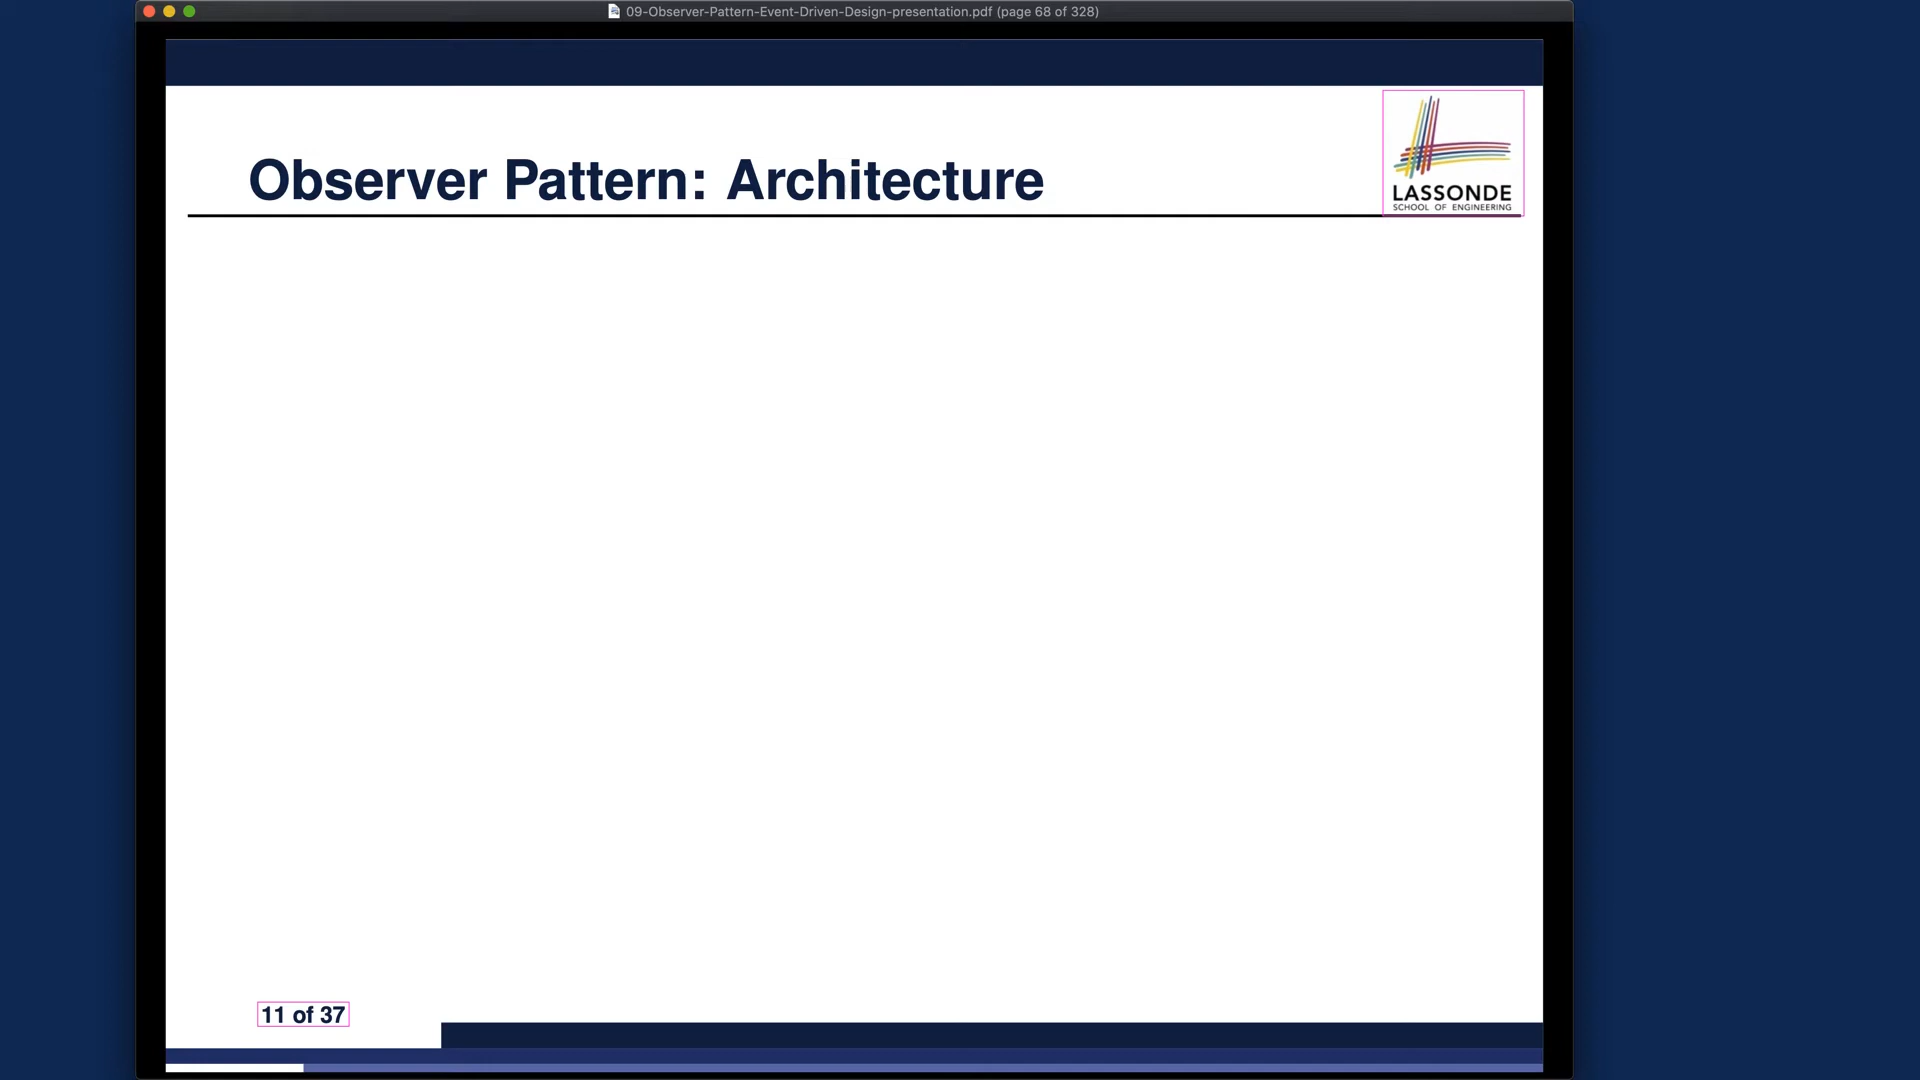 09-Observer-Pattern-Event-Driven-Design-presentation.pdf (page 68 of 328)
Observer Pattern: Architecture
LASSONDE
SCHOOL OF ENGINEERING
11 of 37